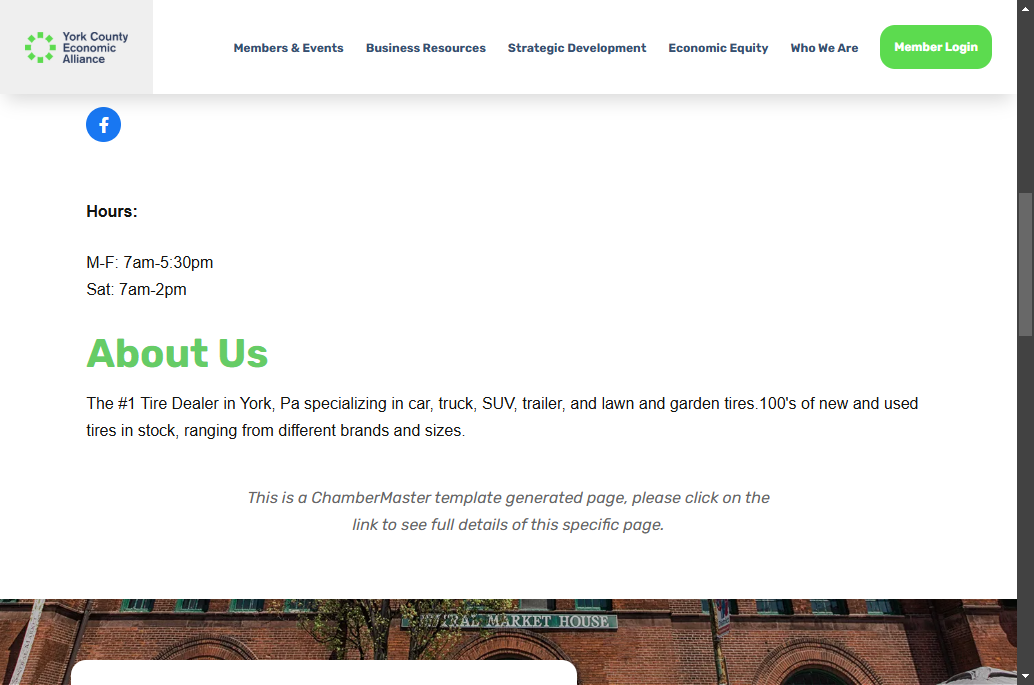 York County
Economic
Alliance
Members & Events
Business Resources
Strategic Development
Economic Equity
Who We Are
Member Login
Hours:
M-F: 7am-5:30pm
Sat: 7am-2pm
About Us
The #1 Tire Dealer in York, Pa specializing in car, truck, SUV, trailer, and lawn and garden tires.100's of new and used
tires in stock, ranging from different brands and sizes.
This is a ChamberMaster template generated page, please click on the
link to see full details of this specific page.
MARKET HOUSE